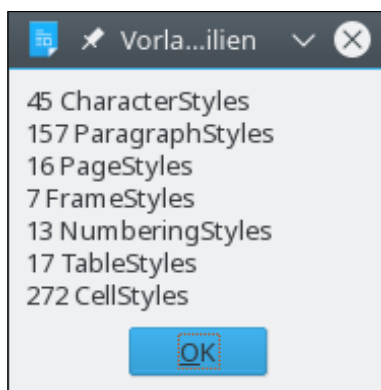 Vorla...ilien
45 CharacterStyles
157 ParagraphStyles
16 PageStyles
7 FrameStyles
13 NumberingStyles
17 TableStyles
272 CellStyles
OK